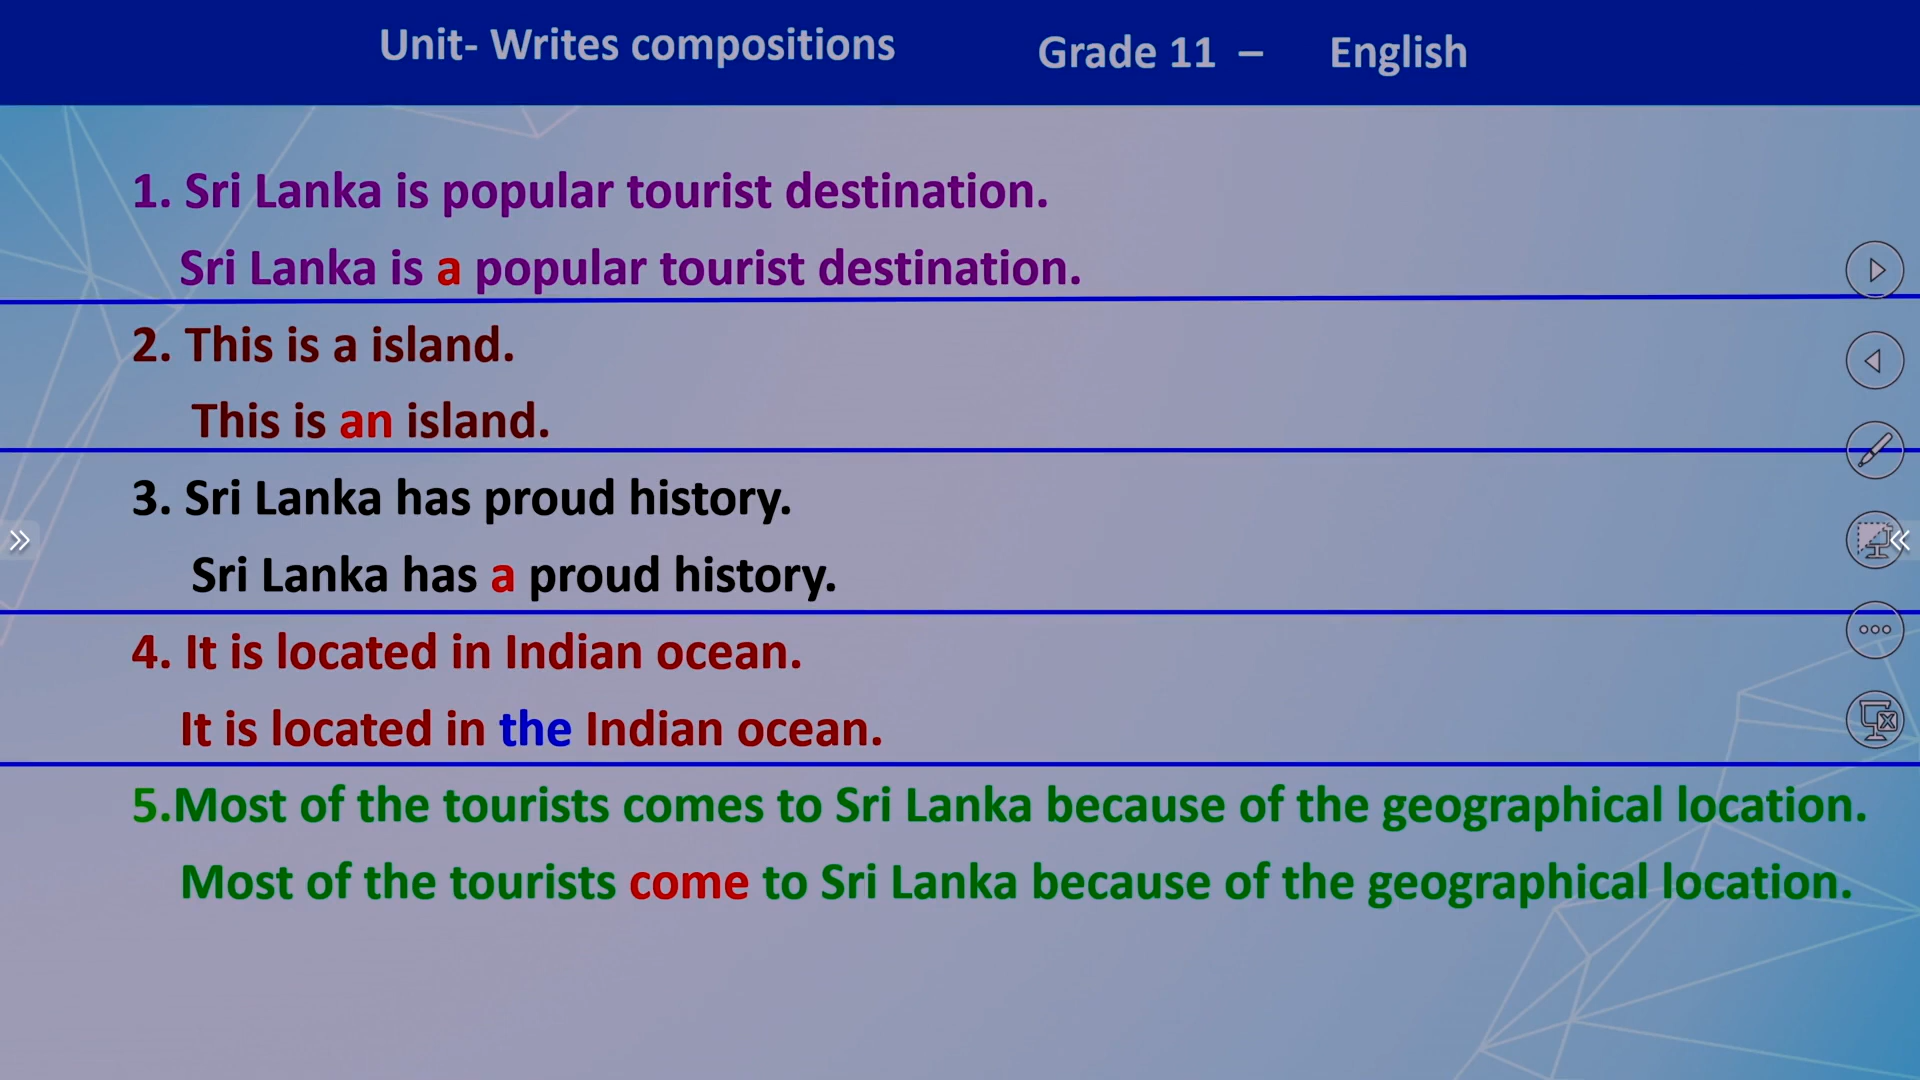 Unit- Writes compositions Grade 11 – English
1. Sri Lanka is popular tourist destination.
Sri Lanka is a popular tourist destination.
2. This is a island.
This is an island.
3. Sri Lanka has proud history.
Sri Lanka has a proud history.
4. It is located in Indian ocean.
It is located in the Indian ocean.
5.Most of the tourists comes to Sri Lanka because of the geographical location.
Most of the tourists come to Sri Lanka because of the geographical location.